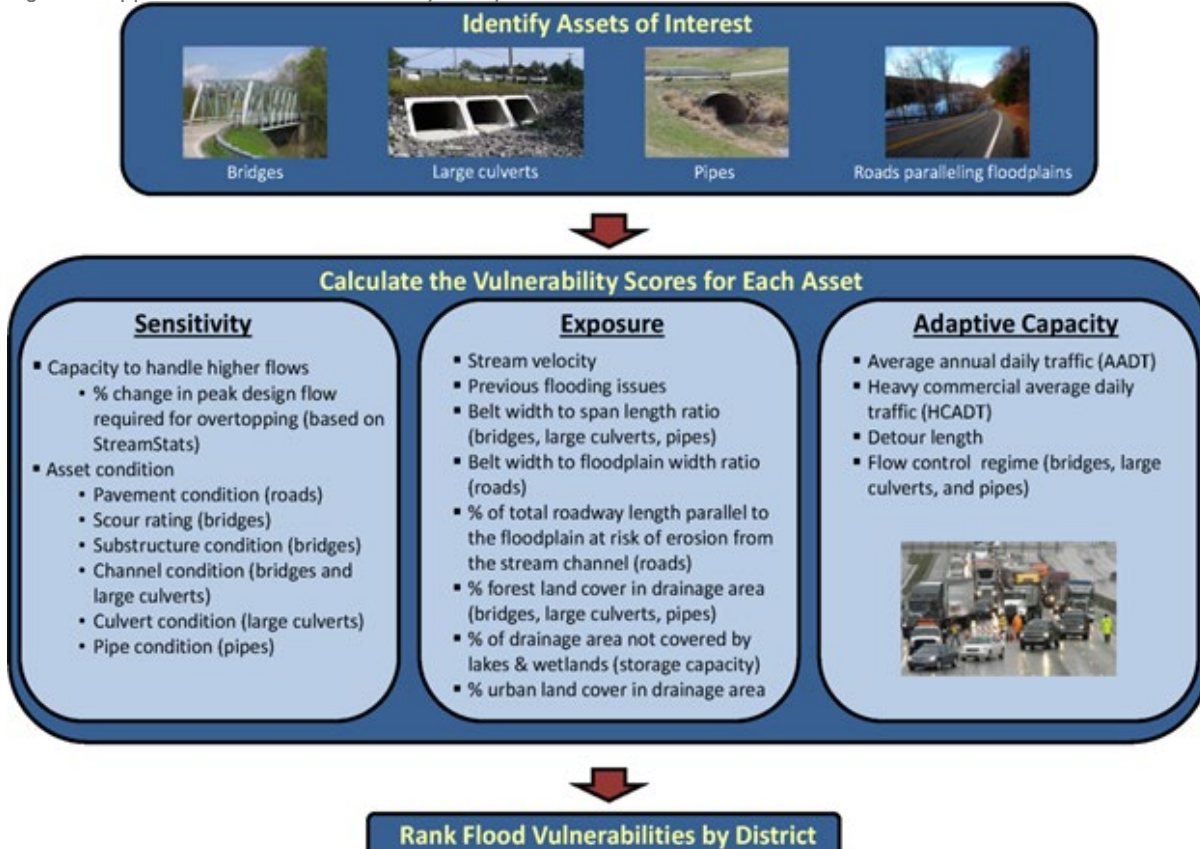 Identify Assets of Interest
Bridges
Large culverts
Pipes
Roads paralleling floodplains
Calculate the Vulnerability Scores for Each Asset
Sensitivity
▪ Capacity to handle higher flows
• % change in peak design flow
required for overtopping (based on
StreamStats)
▪ Asset condition
• Pavement condition (roads)
• Scour rating (bridges)
• Substructure condition (bridges)
• Channel condition (bridges and
large culverts)
• Culvert condition (large culverts)
• Pipe condition (pipes)
Exposure
▪ Stream velocity
▪ Previous flooding issues
▪ Belt width to span length ratio
(bridges, large culverts, pipes)
▪ Belt width to floodplain width ratio
(roads)
▪ % of total roadway length parallel to
the floodplain at risk of erosion from
the stream channel (roads)
▪ % forest land cover in drainage area
(bridges, large culverts, pipes)
▪ % of drainage area not covered by
lakes & wetlands (storage capacity)
▪ % urban land cover in drainage area
Adaptive Capacity
▪ Average annual daily traffic (AADT)
▪ Heavy commercial average daily
traffic (HCADT)
▪ Detour length
▪ Flow control regime (bridges, large
culverts, and pipes)
Rank Flood Vulnerabilities by District